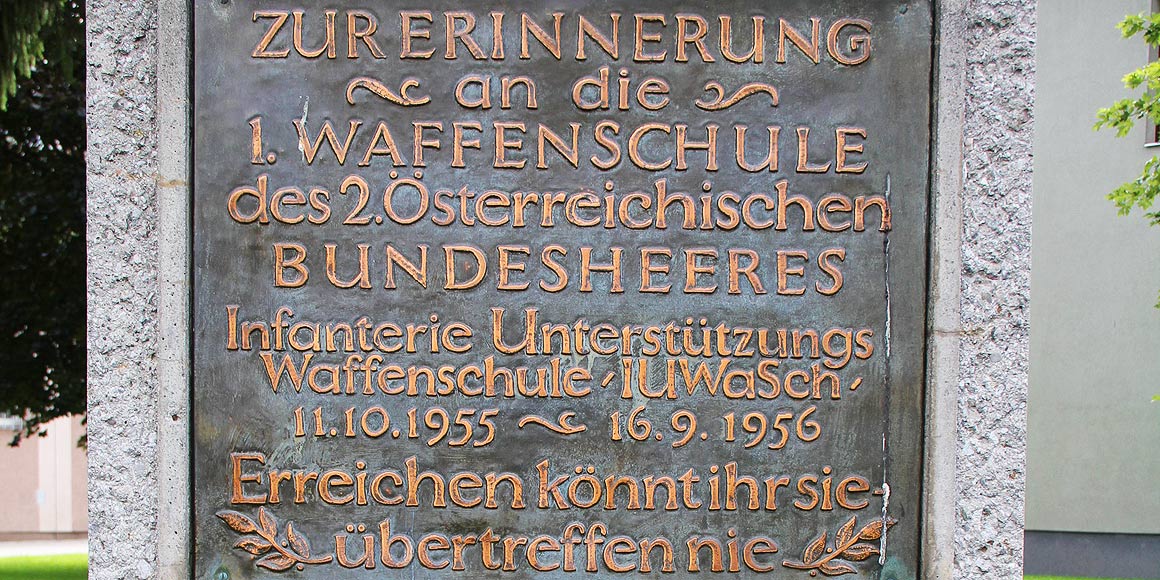 ZUR ERINNERUNG
an die
1. WAFFENSCHULE
des 2. Österreichischen
BUNDESHEERES
Infanterie Unterstützungs
Waffenschule - IUWaSch -
11.10.1955 ~ 16.9.1956
Erreichen könnt ihr sie-
übertreffen nie